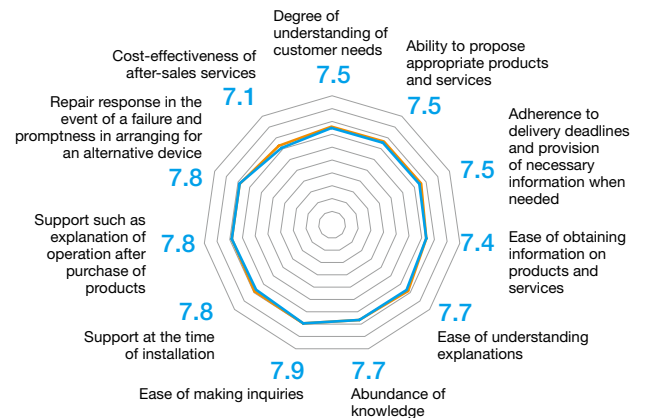 Degree of
understanding of
customer needs
7.5
Ability to propose
appropriate products
and services
7.5
Adherence to
delivery deadlines
and provision
of necessary
information when
needed
7.5
Ease of obtaining
information on
products and
services
7.4
Ease of understanding
explanations
7.7
Abundance of
knowledge
7.7
Ease of making inquiries
7.9
Support at the time
of installation
7.8
Support such as
explanation of
operation after
purchase of
products
7.8
Repair response in the
event of a failure and
promptness in arranging for
an alternative device
7.8
Cost-effectiveness of
after-sales services
7.1